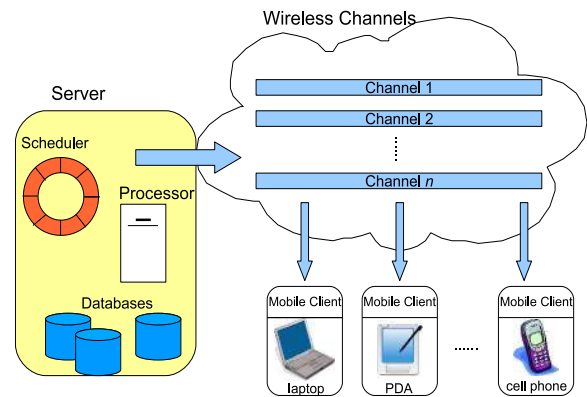 Wireless Channels
Server
Channel 1
Channel 2
Channel n
Scheduler
Processor
Databases
Mobile Client
laptop
Mobile Client
PDA
Mobile Client
cell phone